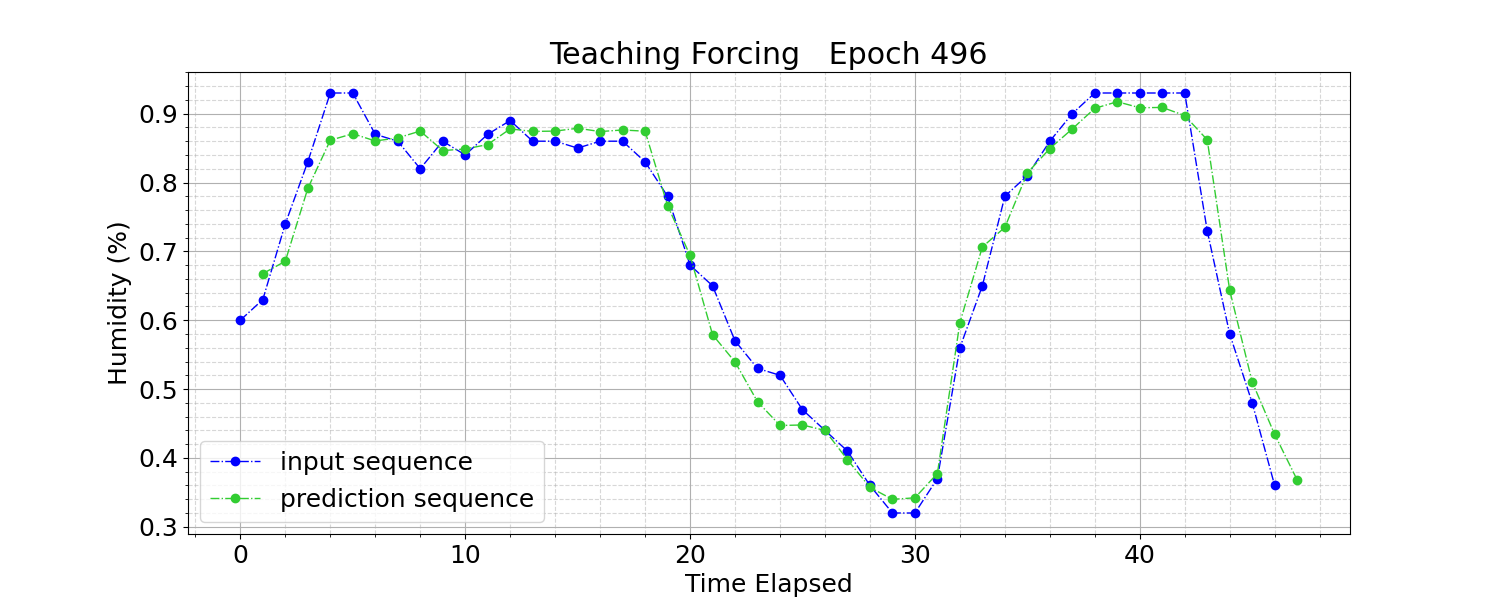 Teaching Forcing   Epoch 496
Humidity (%)
0.9
0.8
0.7
0.6
0.5
0.4
0.3
input sequence
prediction sequence
0 10 20 30 40
Time Elapsed